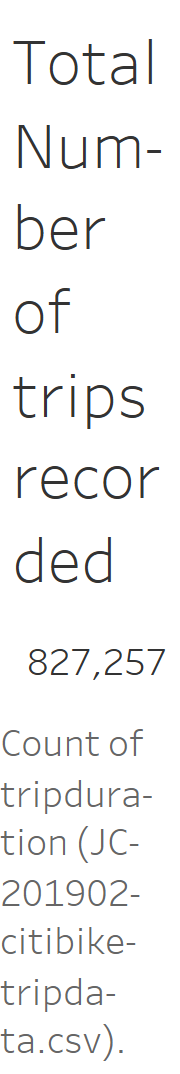 Total
Num-
ber
of
trips
recor
ded
827,257
Count of
tripdura-
tion (JC-
201902-
citibike-
tripda-
ta.csv).